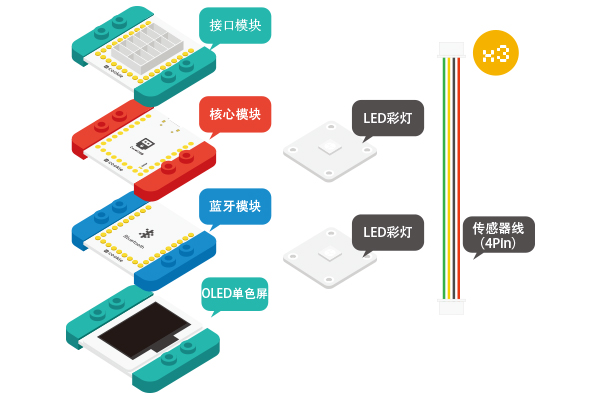 接口模块
x3
核心模块
LED彩灯
蓝牙模块
LED彩灯
传感器线
(4Pin)
Bluetooth
OLED单色屏